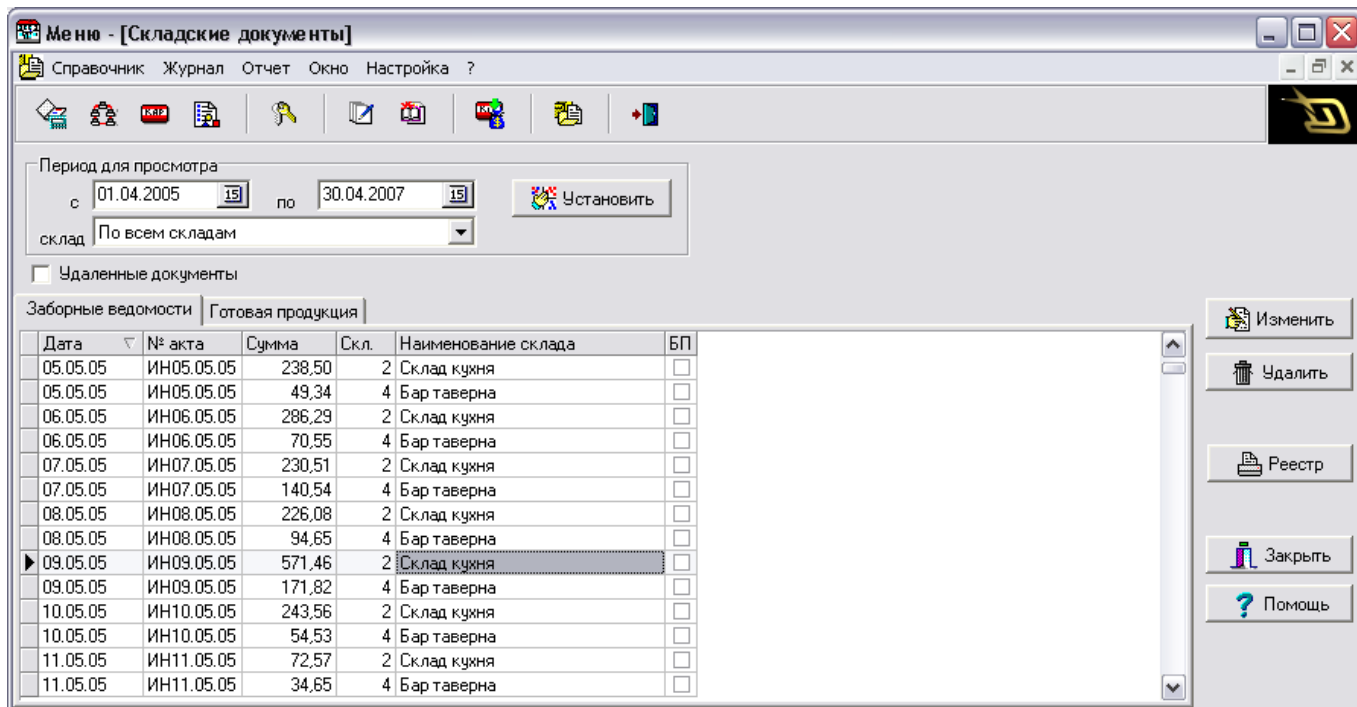 Меню - [Складские документы]
Справочник Журнал Отчет Окно Настройка ?
Период для просмотра
с 01.04.2005 15 по 30.04.2007 15 Установить
склад По всем складам
Удаленные документы
Заборные ведомости Готовая продукция
Дата № акта Сумма Скл. Наименование склада БП
05.05.05 ИН05.05.05 238,50 2 Склад кухня
05.05.05 ИН05.05.05 49,34 4 Бар таверна
06.05.05 ИН06.05.05 286,29 2 Склад кухня
06.05.05 ИН06.05.05 70,55 4 Бар таверна
07.05.05 ИН07.05.05 230,51 2 Склад кухня
07.05.05 ИН07.05.05 140,54 4 Бар таверна
08.05.05 ИН08.05.05 226,08 2 Склад кухня
08.05.05 ИН08.05.05 94,65 4 Бар таверна
09.05.05 ИН09.05.05 571,46 2 Склад кухня
09.05.05 ИН09.05.05 171,82 4 Бар таверна
10.05.05 ИН10.05.05 243,56 2 Склад кухня
10.05.05 ИН10.05.05 54,53 4 Бар таверна
11.05.05 ИН11.05.05 72,57 2 Склад кухня
11.05.05 ИН11.05.05 34,65 4 Бар таверна
Изменить
Удалить
Реестр
Закрыть
Помощь